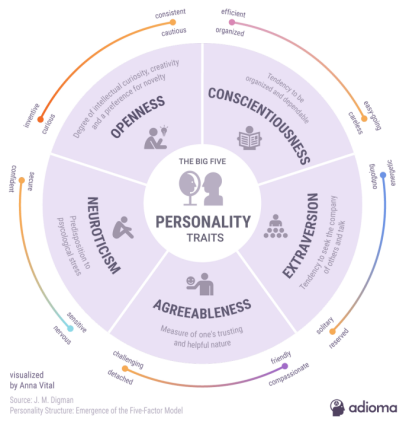 consistent
cautious
efficient
organized
inventive
curious
easy-going
careless
OPENNESS
Degree of intellectual curiosity, creativity
and a preference for novelty
CONSCIENTIOUSNESS
Tendency to be
organized and dependable
THE BIG FIVE
PERSONALITY
TRAITS
secure
confident
energetic
outgoing
NEUROTICISM
Predisposition to
psycological stress
EXTRAVERSION
Tendency to seek the company
of others and talk
AGREEABLENESS
Measure of one's trusting
and helpful nature
sensitive
nervous
solitary
reserved
challenging
detached
friendly
compassionate
visualized
by Anna Vital
Source: J. M. Digman
Personality Structure: Emergence of the Five-Factor Model
adioma